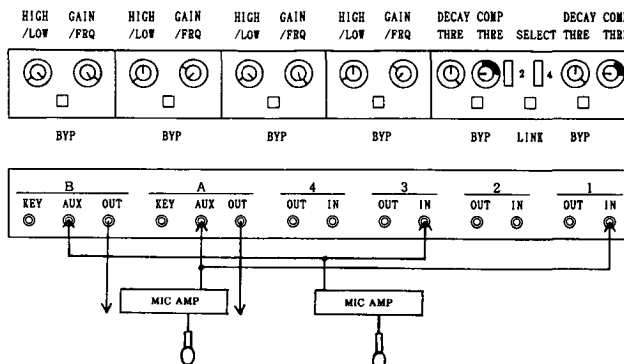 HIGH GAIN HIGH GAIN HIGH GAIN HIGH GAIN DECAY COMP DECAY COM
/LOW /FRQ /LOW /FRQ /LOW /FRQ /LOW /FRQ THRE THRE SELECT THRE THR
2 4
BYP BYP BYP BYP BYP LINK BYP
B A 4 3 2 1
KEY AUX OUT KEY AUX OUT OUT IN OUT IN OUT IN OUT IN
MIC AMP MIC AMP